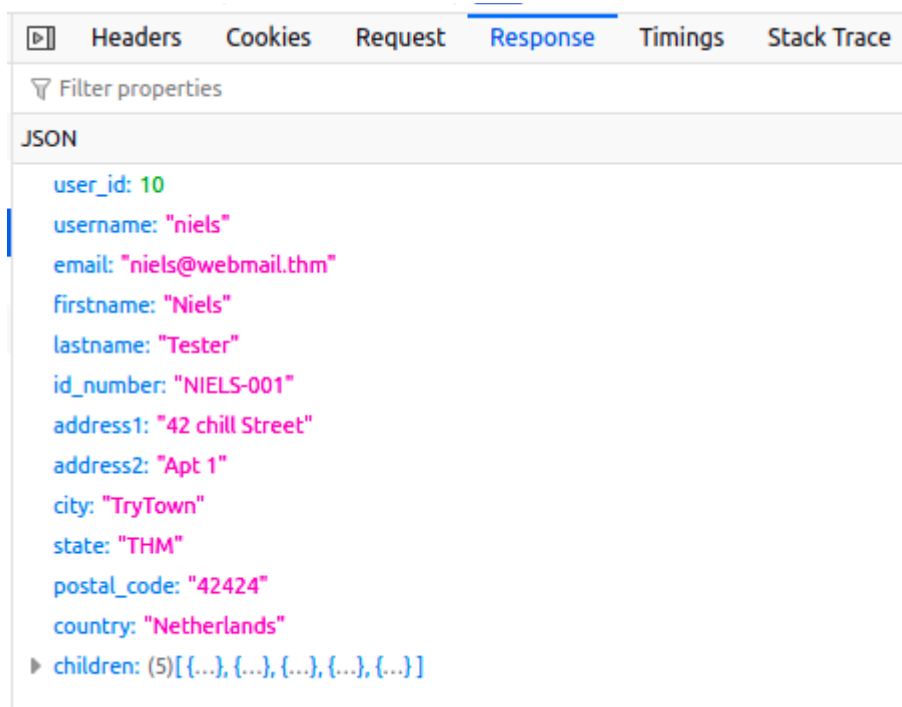 Headers Cookies Request Response Timings Stack Trace
Filter properties
JSON
user_id: 10
username: "niels"
email: "niels@webmail.thm"
firstname: "Niels"
lastname: "Tester"
id_number: "NIELS-001"
address1: "42 chill Street"
address2: "Apt 1"
city: "TryTown"
state: "THM"
postal_code: "42424"
country: "Netherlands"
children: (5)[ {…}, {…}, {…}, {…}, {…} ]